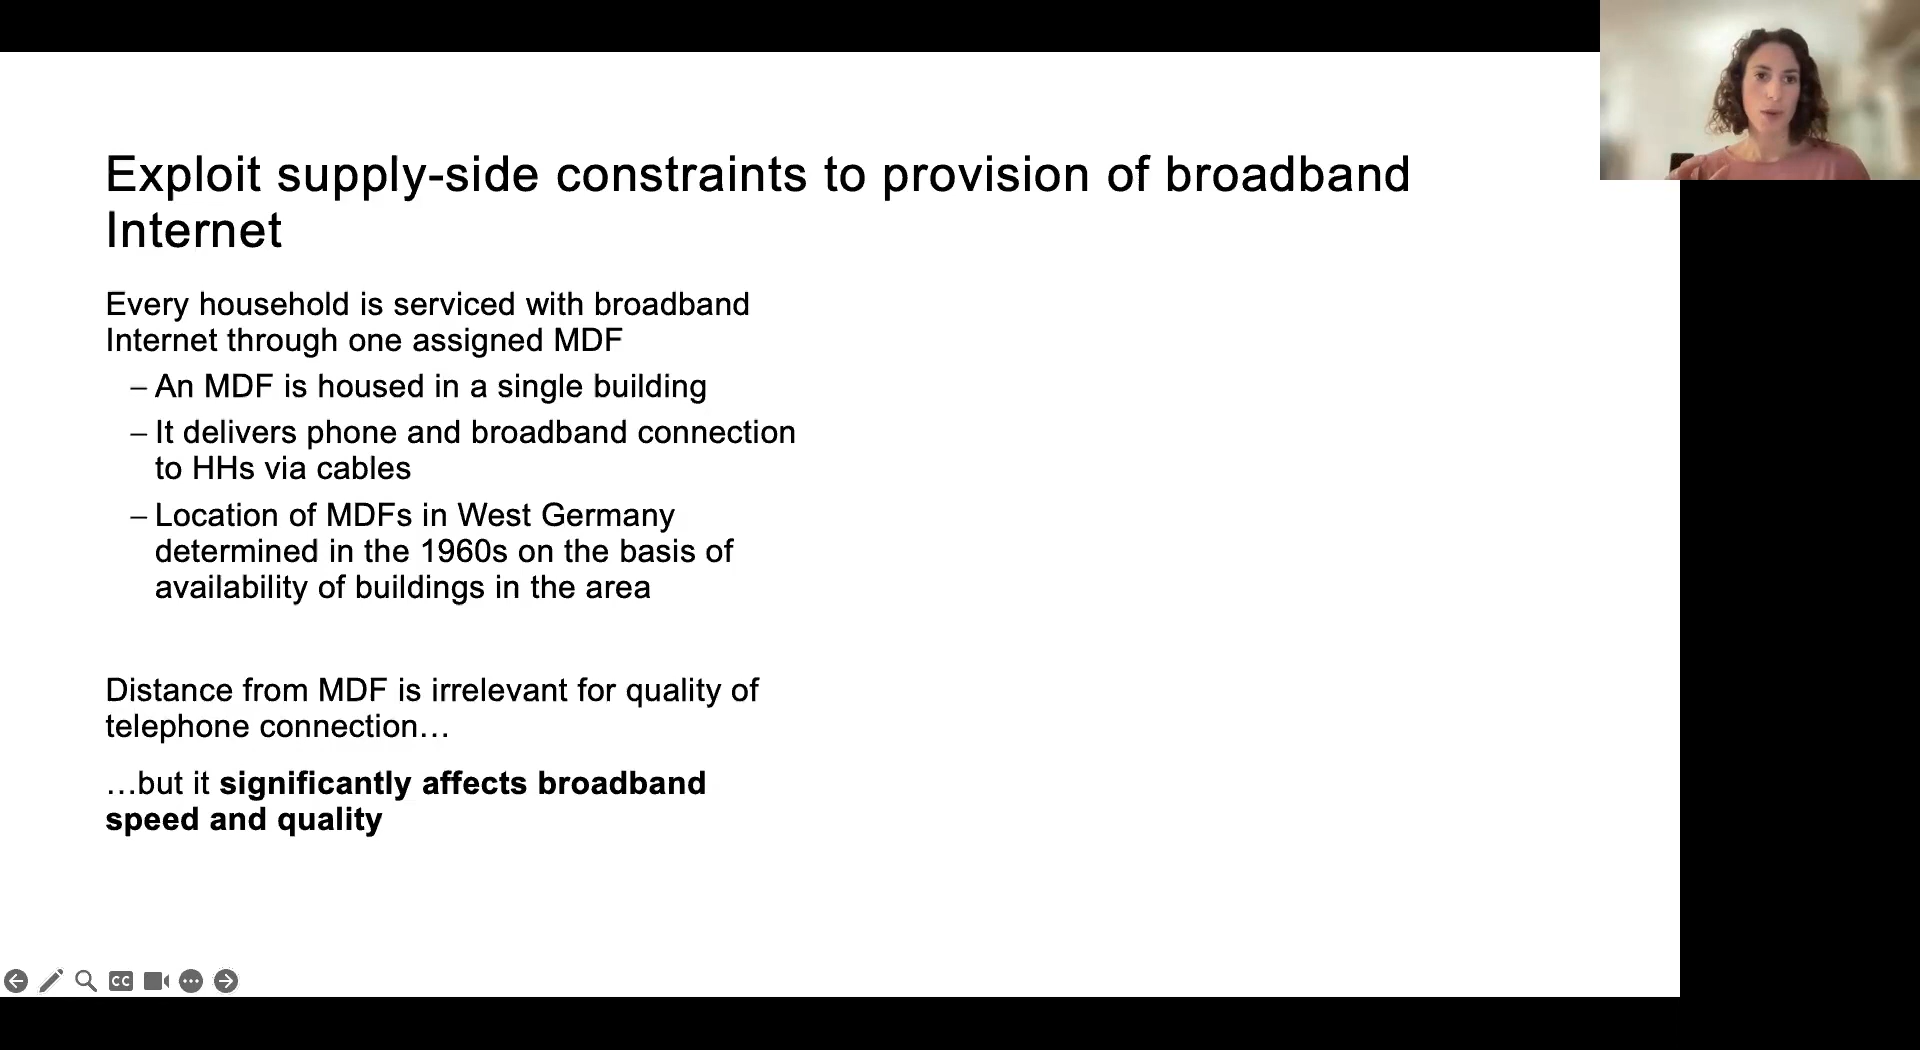 Exploit supply-side constraints to provision of broadband
Internet
Every household is serviced with broadband
Internet through one assigned MDF
– An MDF is housed in a single building
– It delivers phone and broadband connection
to HHs via cables
– Location of MDFs in West Germany
determined in the 1960s on the basis of
availability of buildings in the area
Distance from MDF is irrelevant for quality of
telephone connection…
…but it significantly affects broadband
speed and quality
CC